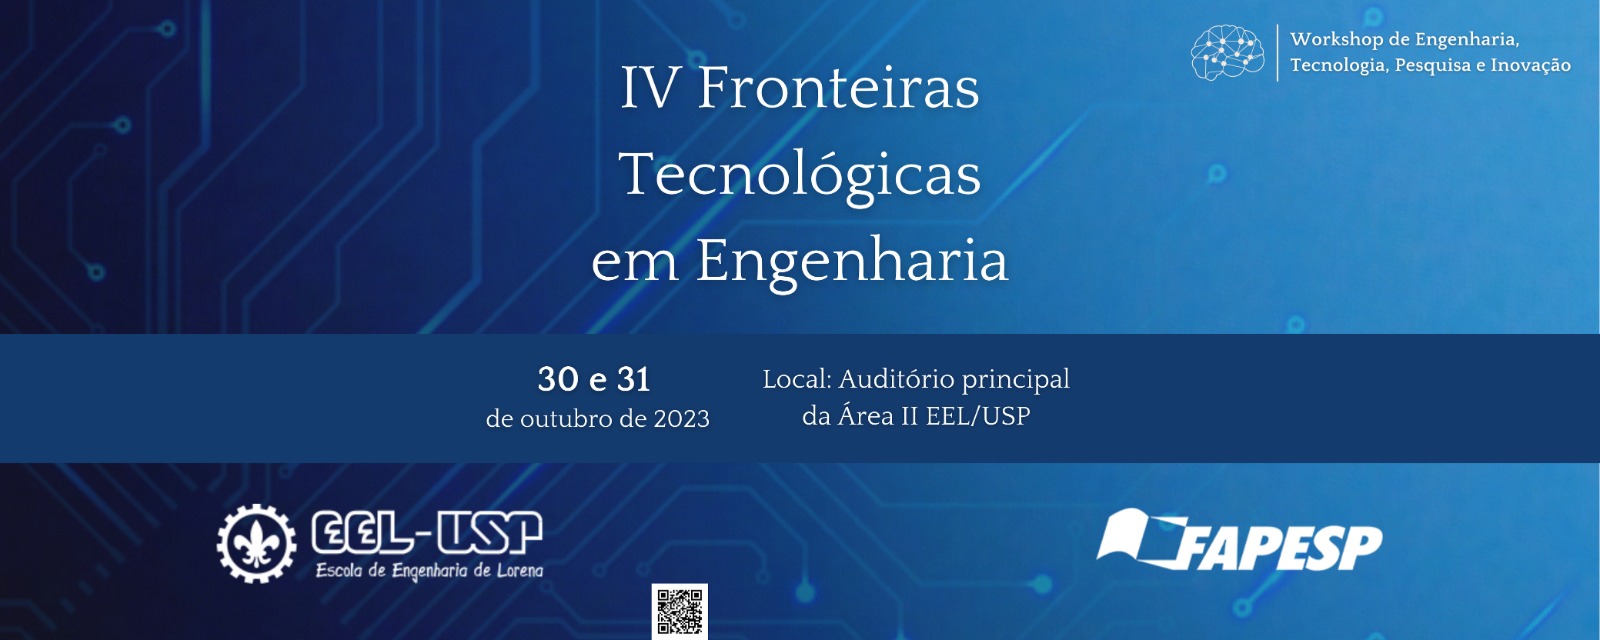 Workshop de Engenharia,
Tecnologia, Pesquisa e Inovação
IV Fronteiras
Tecnológicas
em Engenharia
30 e 31
de outubro de 2023
Local: Auditório principal
da Área II EEL/USP
EEL-USP
Escola de Engenharia de Lorena
FAPESP